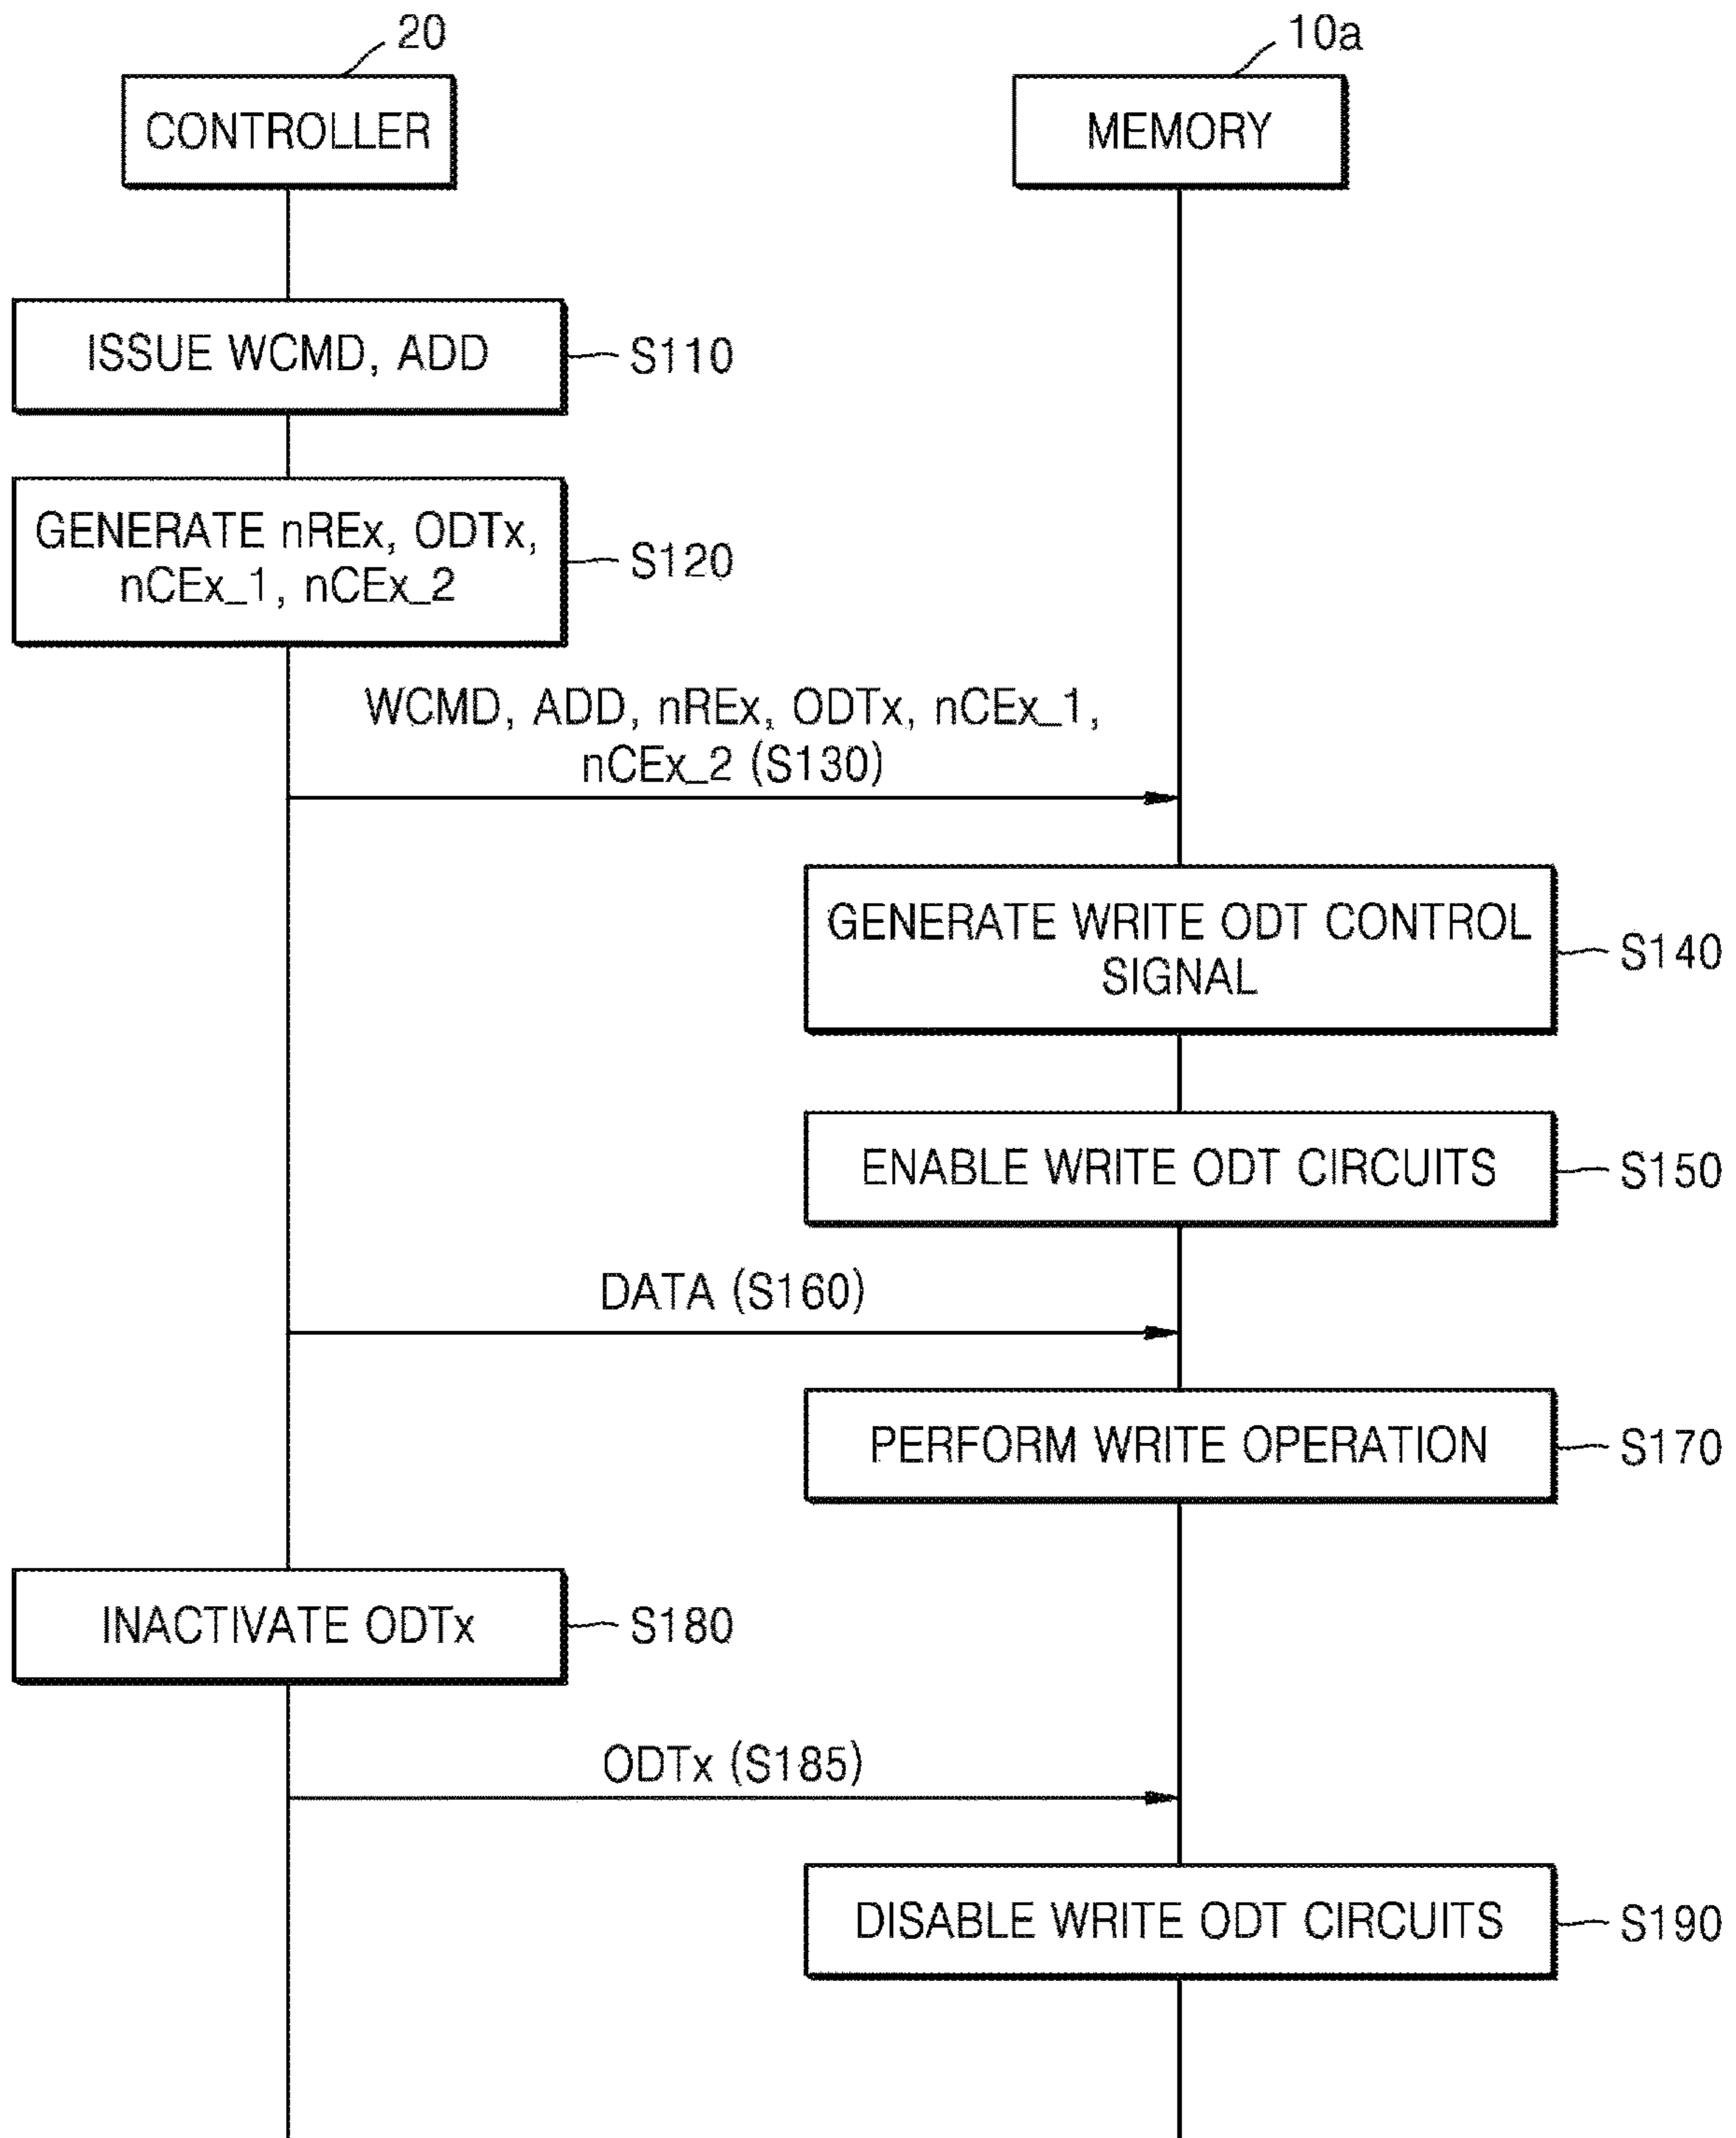 20
10a
CONTROLLER
MEMORY
ISSUE WCMD, ADD
S110
GENERATE nREx, ODTx,
nCEx_1, nCEx_2
S120
WCMD, ADD, nREx, ODTx, nCEx_1,
nCEx_2 (S130)
GENERATE WRITE ODT CONTROL
SIGNAL
S140
ENABLE WRITE ODT CIRCUITS
S150
DATA (S160)
PERFORM WRITE OPERATION
S170
INACTIVATE ODTx
S180
ODTx (S185)
DISABLE WRITE ODT CIRCUITS
S190